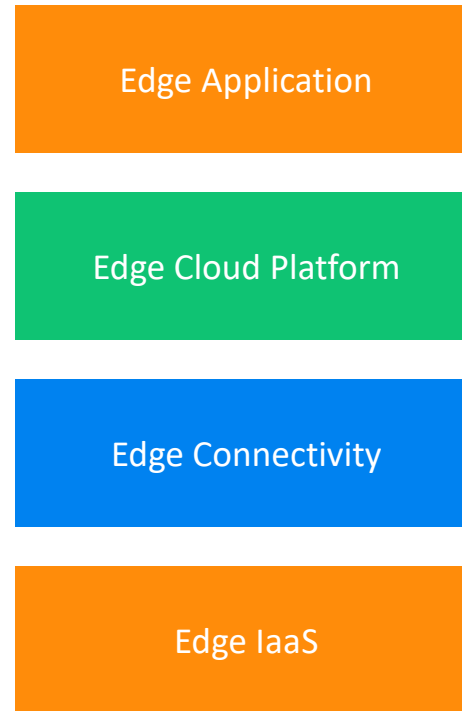 Edge Application
Edge Cloud Platform
Edge Connectivity
Edge IaaS